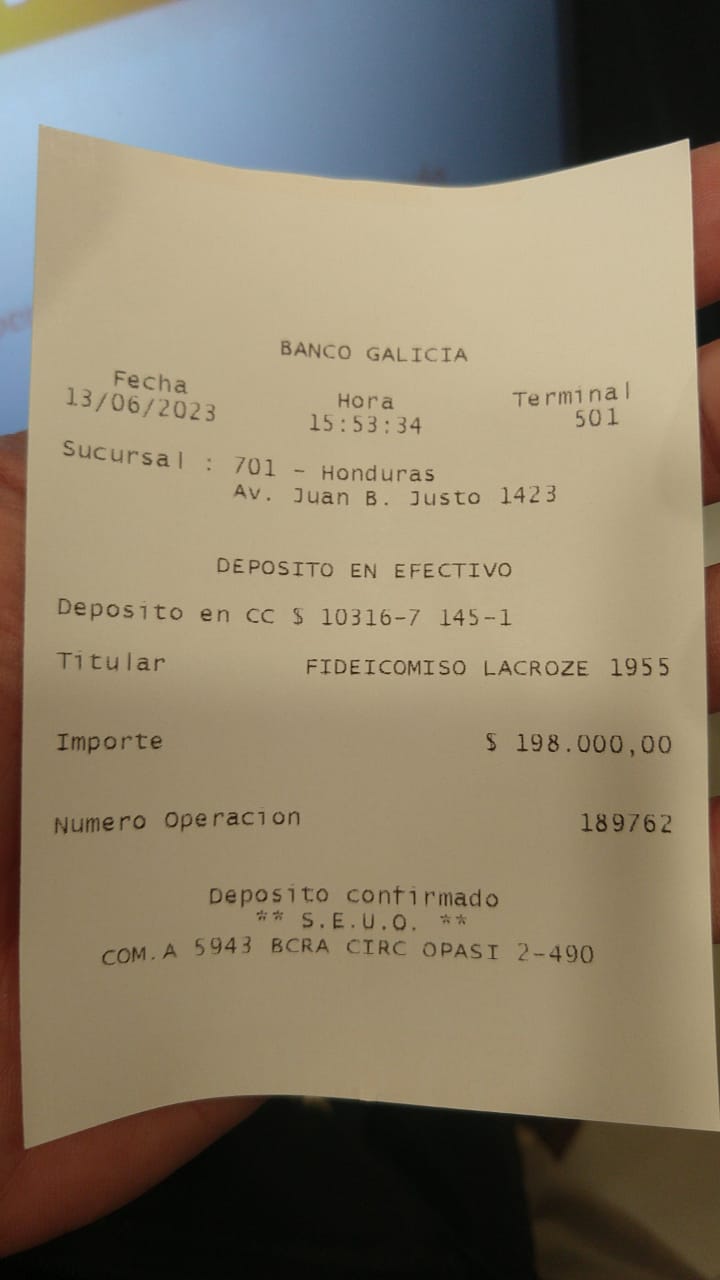 BANCO GALICIA
Fecha Hora Terminal
13/06/2023 15:53:34 501
Sucursal : 701 - Honduras
Av. Juan B. Justo 1423
DEPOSITO EN EFECTIVO
Deposito en CC $ 10316-7 145-1
Titular FIDEICOMISO LACROZE 1955
Importe $ 198.000,00
Numero Operacion 189762
Deposito confirmado
** S.E.U.O. **
COM.A 5943 BCRA CIRC OPASI 2-490